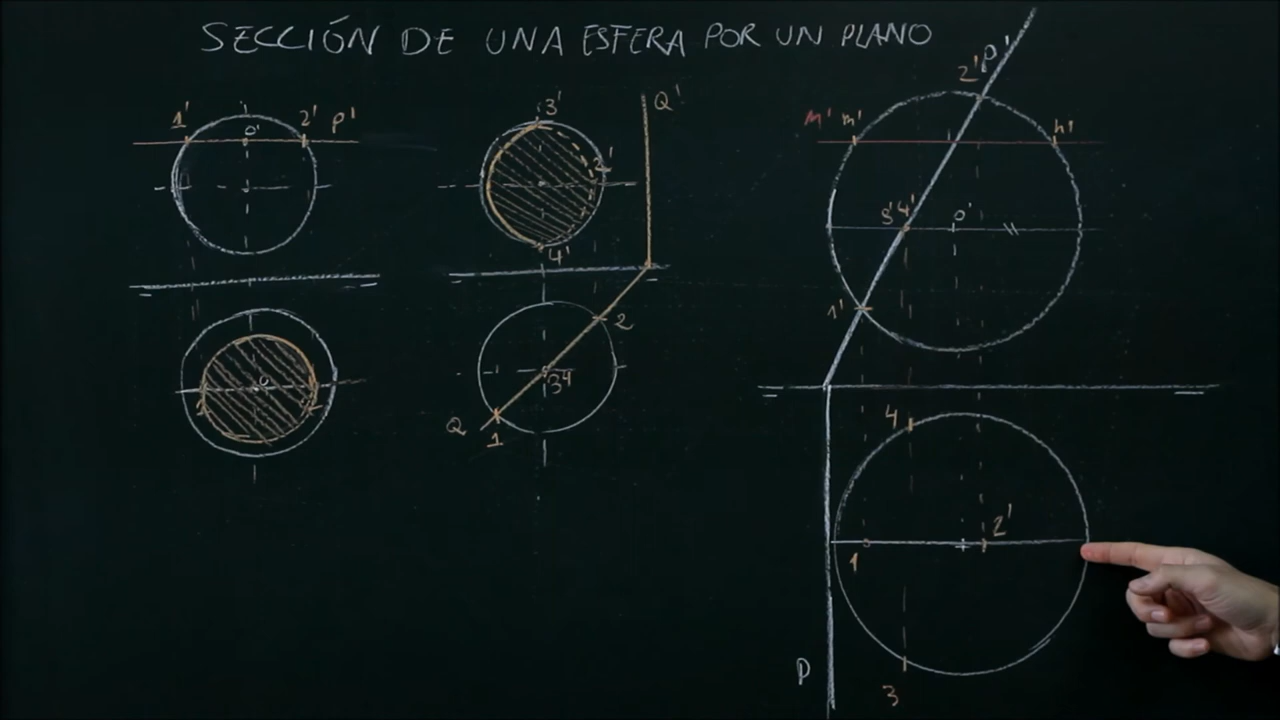 SECCIÓN DE UNA ESFERA POR UN PLANO
1' 2' P'
o'
o
3' Q'
2'
4'
2
34
Q
1
2' P'
M' m' n'
3'4' o'
1'
4
1 2'
P
3